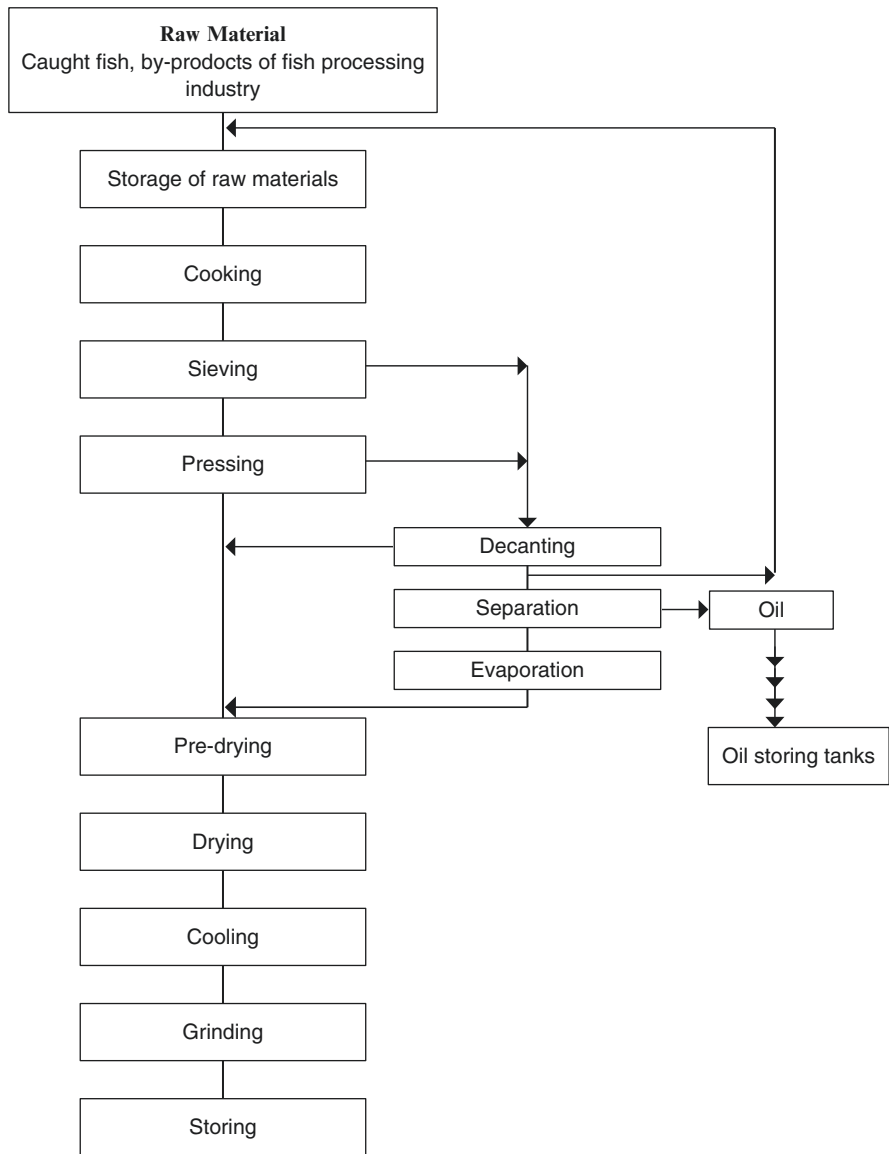 Raw Material
Caught fish, by-prodocts of fish processing
industry
Storage of raw materials
Cooking
Sieving
Pressing
Decanting
Separation
Oil
Evaporation
Pre-drying
Oil storing tanks
Drying
Cooling
Grinding
Storing